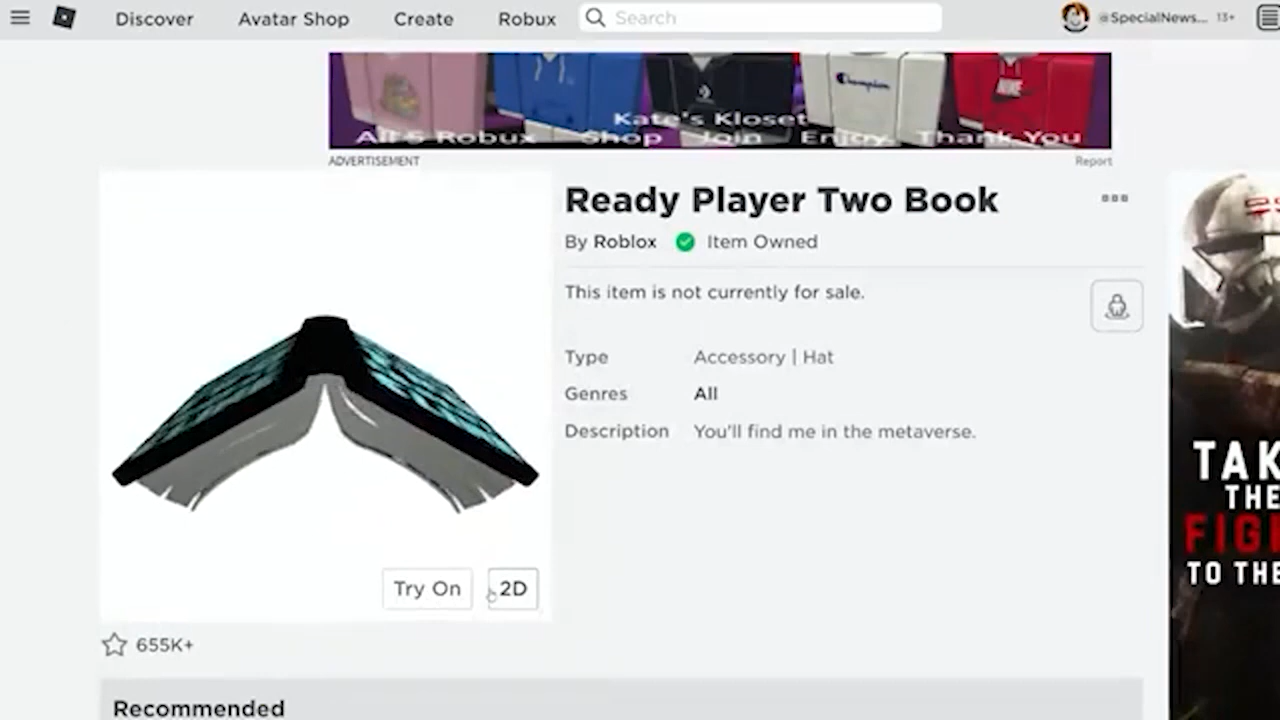 Discover Avatar Shop Create Robux Search @SpecialNews... 13+
Champion
NIKE
Kate's Kloset
All 5 Robux Shop Join Enjoy Thank You
ADVERTISEMENT Report
Ready Player Two Book
By Roblox Item Owned
This item is not currently for sale.
Type Accessory | Hat
Genres All
Description You'll find me in the metaverse.
TAK
THE
FIG
TO THE
Try On 2D
655K+
Recommended